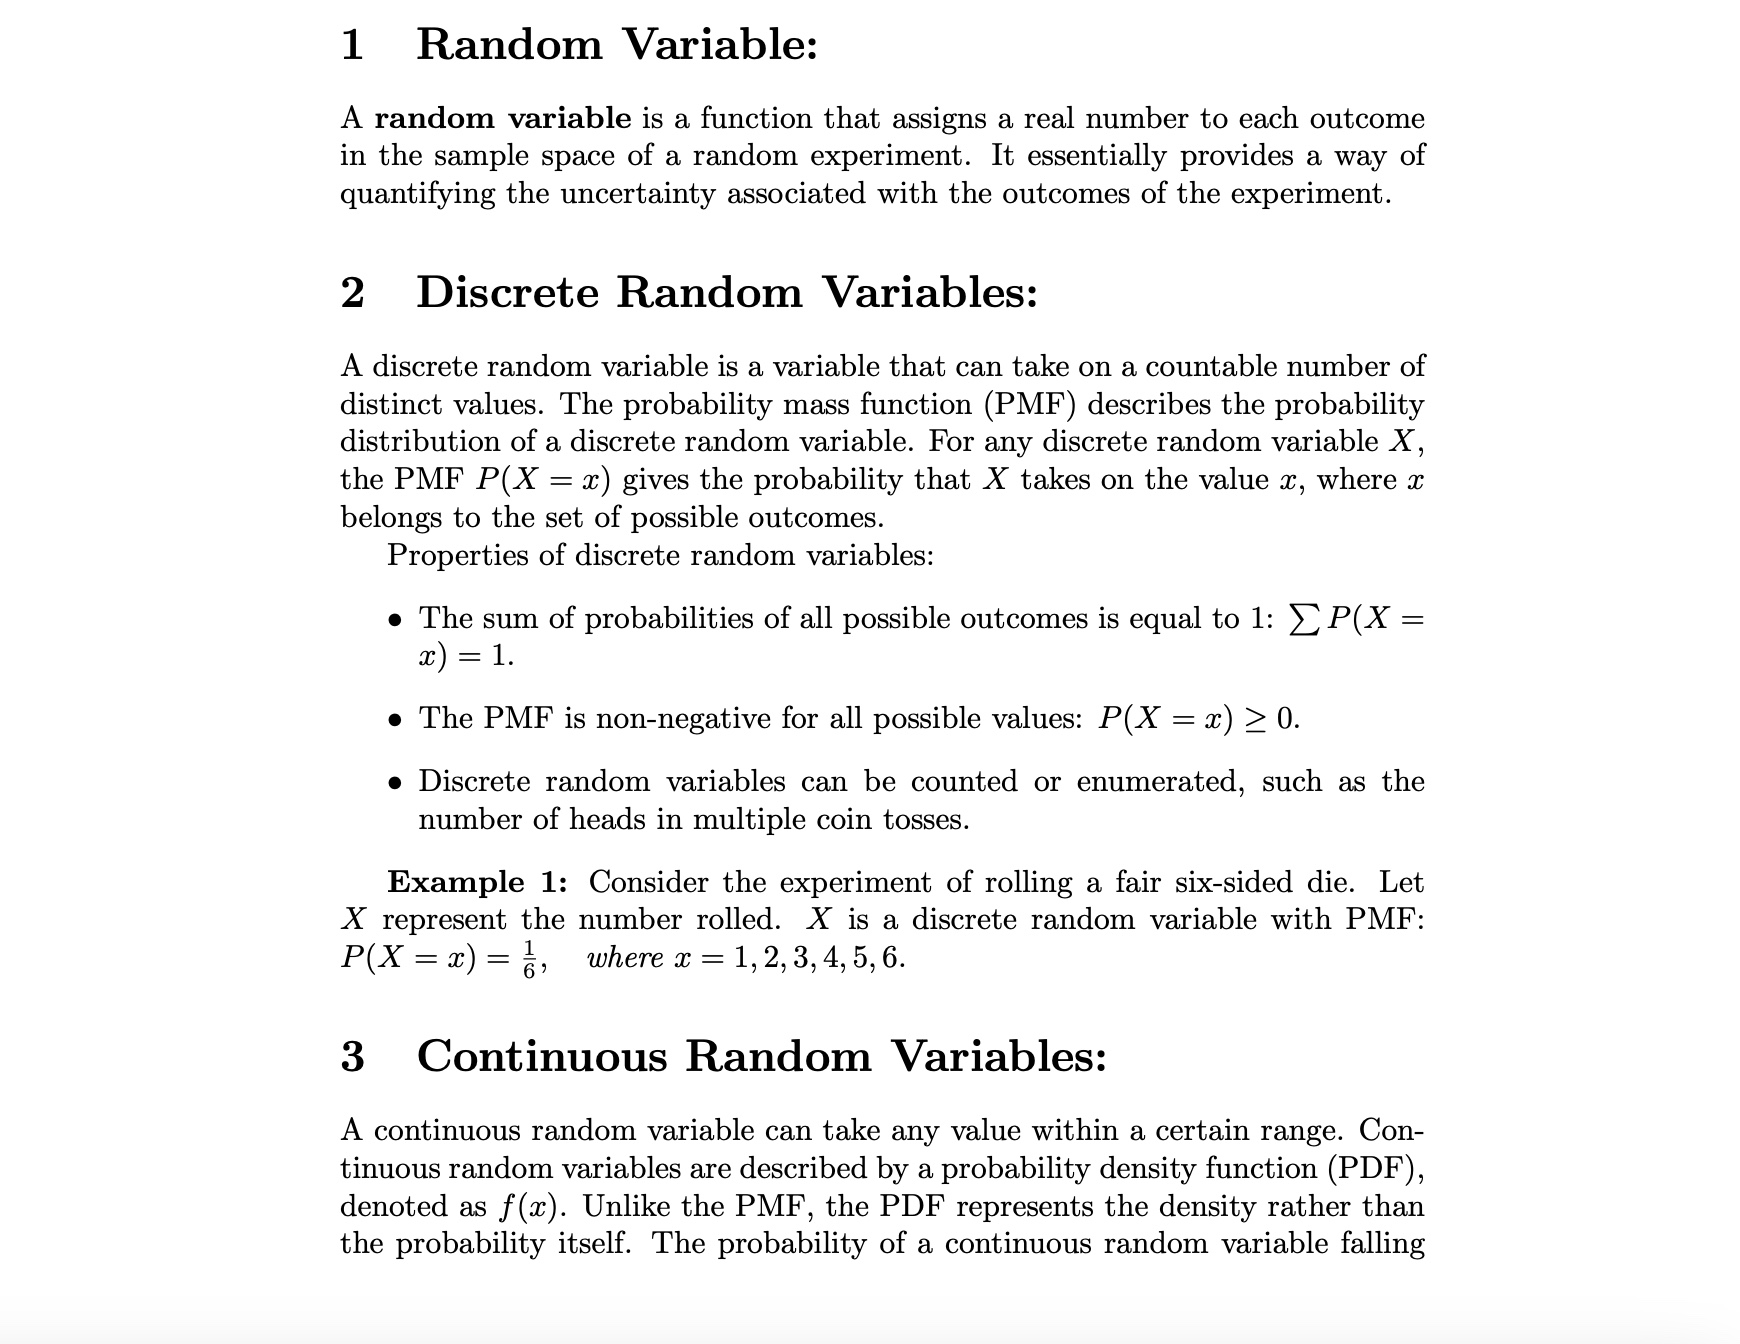 1 Random Variable:
A random variable is a function that assigns a real number to each outcome
in the sample space of a random experiment. It essentially provides a way of
quantifying the uncertainty associated with the outcomes of the experiment.
2 Discrete Random Variables:
A discrete random variable is a variable that can take on a countable number of
distinct values. The probability mass function (PMF) describes the probability
distribution of a discrete random variable. For any discrete random variable X,
the PMF P(X = x) gives the probability that X takes on the value x, where x
belongs to the set of possible outcomes.
Properties of discrete random variables:
• The sum of probabilities of all possible outcomes is equal to 1: ∑ P(X =
x) = 1.
• The PMF is non-negative for all possible values: P(X = x) ≥ 0.
• Discrete random variables can be counted or enumerated, such as the
number of heads in multiple coin tosses.
Example 1: Consider the experiment of rolling a fair six-sided die. Let
X represent the number rolled. X is a discrete random variable with PMF:
P(X = x) = 1/6, where x = 1, 2, 3, 4, 5, 6.
3 Continuous Random Variables:
A continuous random variable can take any value within a certain range. Con-
tinuous random variables are described by a probability density function (PDF),
denoted as f(x). Unlike the PMF, the PDF represents the density rather than
the probability itself. The probability of a continuous random variable falling